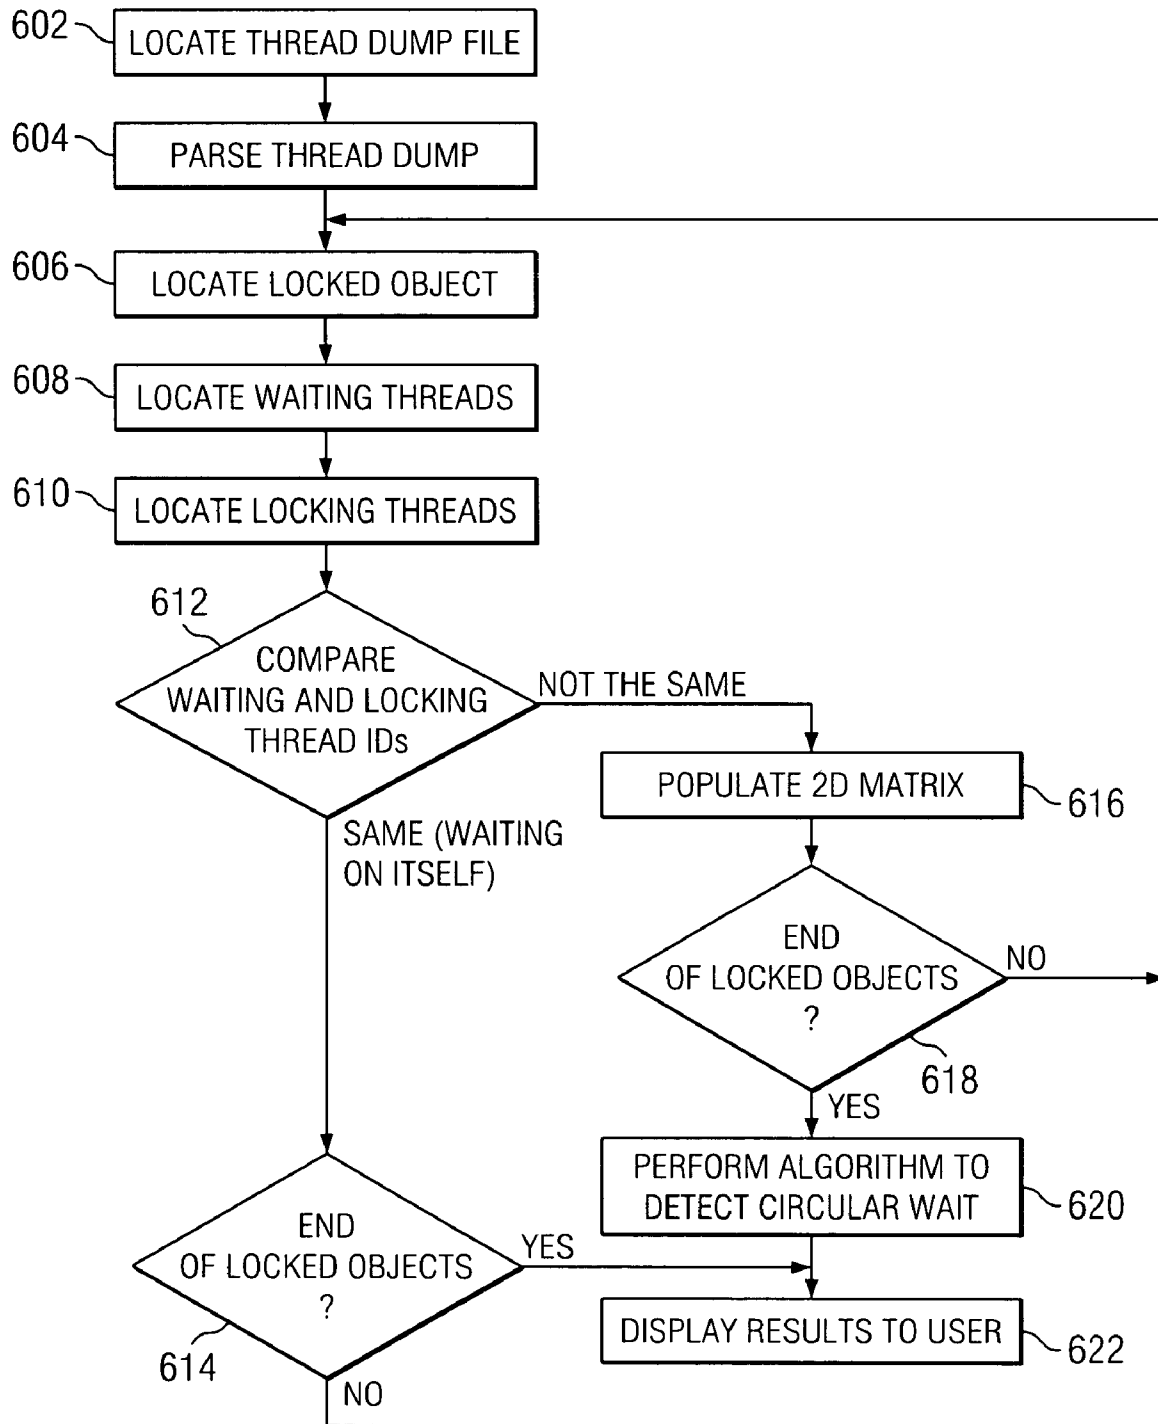 602
LOCATE THREAD DUMP FILE
604
PARSE THREAD DUMP
606
LOCATE LOCKED OBJECT
608
LOCATE WAITING THREADS
610
LOCATE LOCKING THREADS
612
COMPARE
WAITING AND LOCKING
THREAD IDs
NOT THE SAME
POPULATE 2D MATRIX
616
SAME (WAITING
ON ITSELF)
END
OF LOCKED OBJECTS
?
NO
618
YES
PERFORM ALGORITHM TO
DETECT CIRCULAR WAIT
620
END
OF LOCKED OBJECTS
?
YES
614
NO
DISPLAY RESULTS TO USER
622